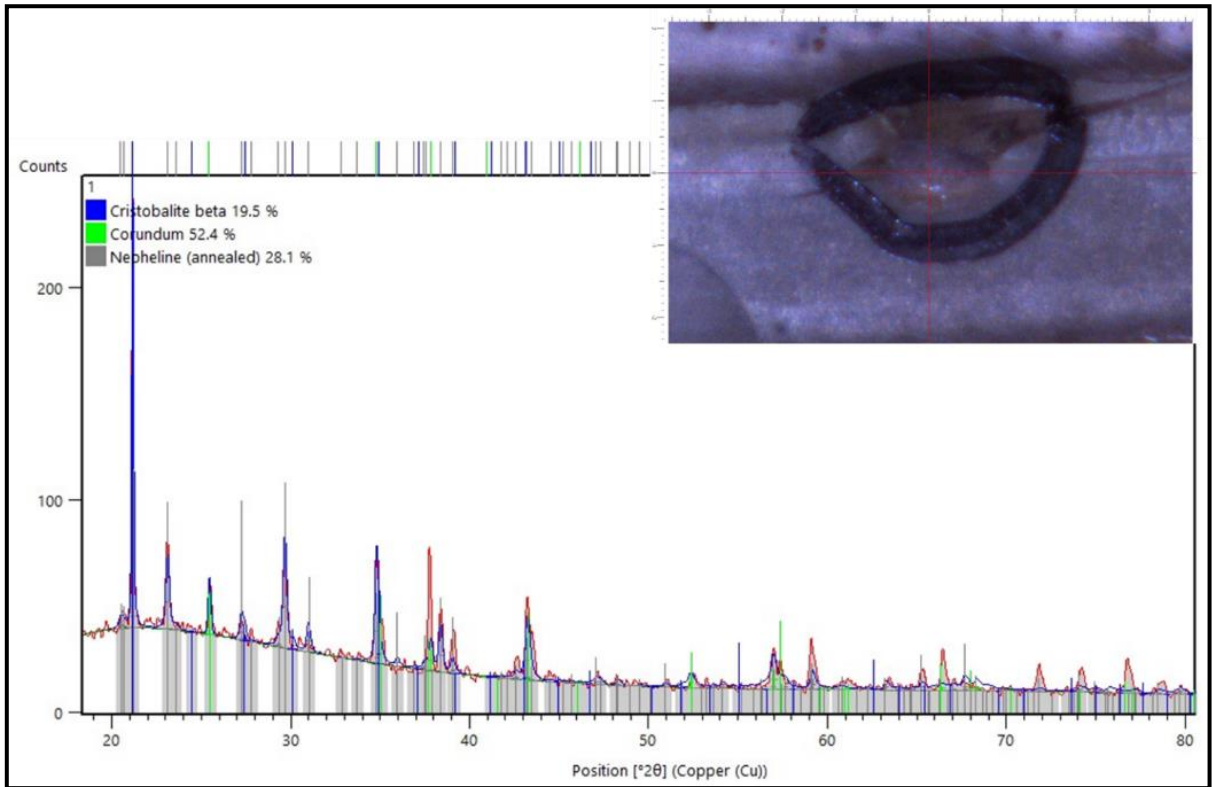 Counts
1
Cristobalite beta 19.5 %
Corundum 52.4 %
Nepheline (annealed) 28.1 %
200
100
0
20 30 40 50 60 70 80
Position [°2θ] (Copper (Cu))